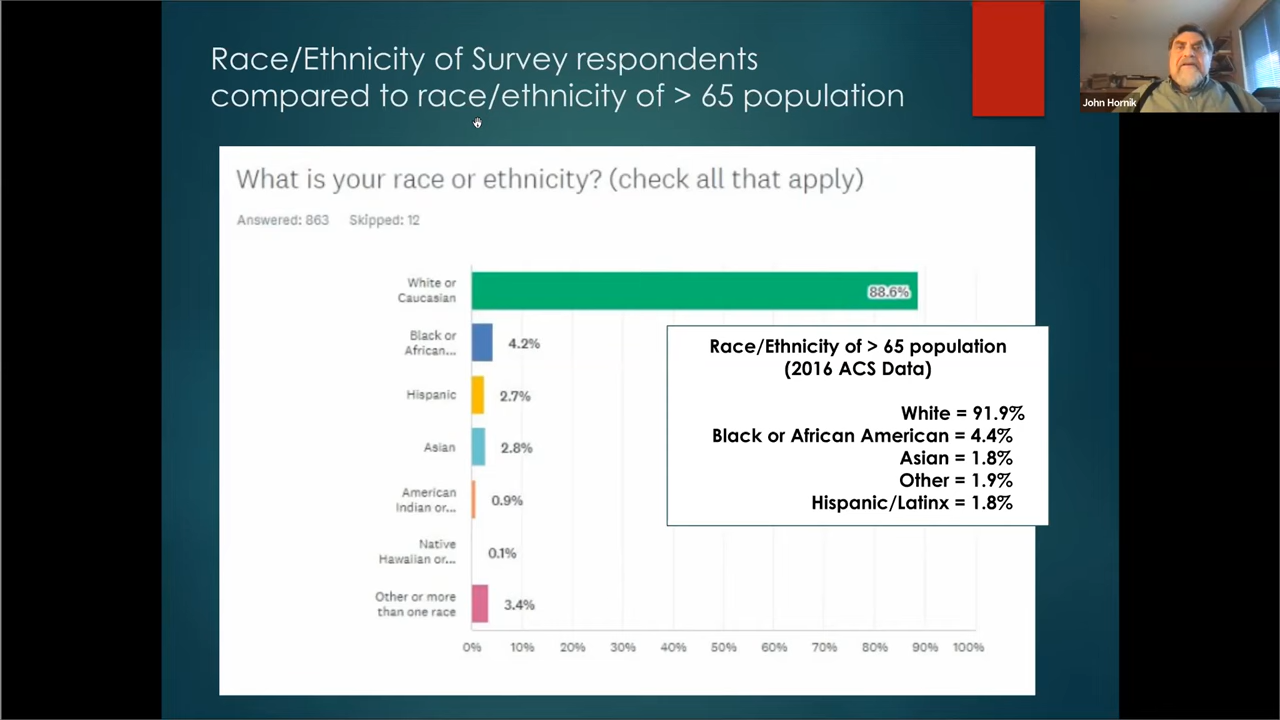 Race/Ethnicity of Survey respondents
compared to race/ethnicity of > 65 population
John Hornik
What is your race or ethnicity? (check all that apply)
Answered: 863 Skipped: 12
White or
Caucasian
88.6%
Black or
African...
4.2%
Hispanic
2.7%
Asian
2.8%
American
Indian or...
0.9%
Native
Hawaiian or...
0.1%
Other or more
than one race
3.4%
0% 10% 20% 30% 40% 50% 60% 70% 80% 90% 100%
Race/Ethnicity of > 65 population
(2016 ACS Data)
White = 91.9%
Black or African American = 4.4%
Asian = 1.8%
Other = 1.9%
Hispanic/Latinx = 1.8%